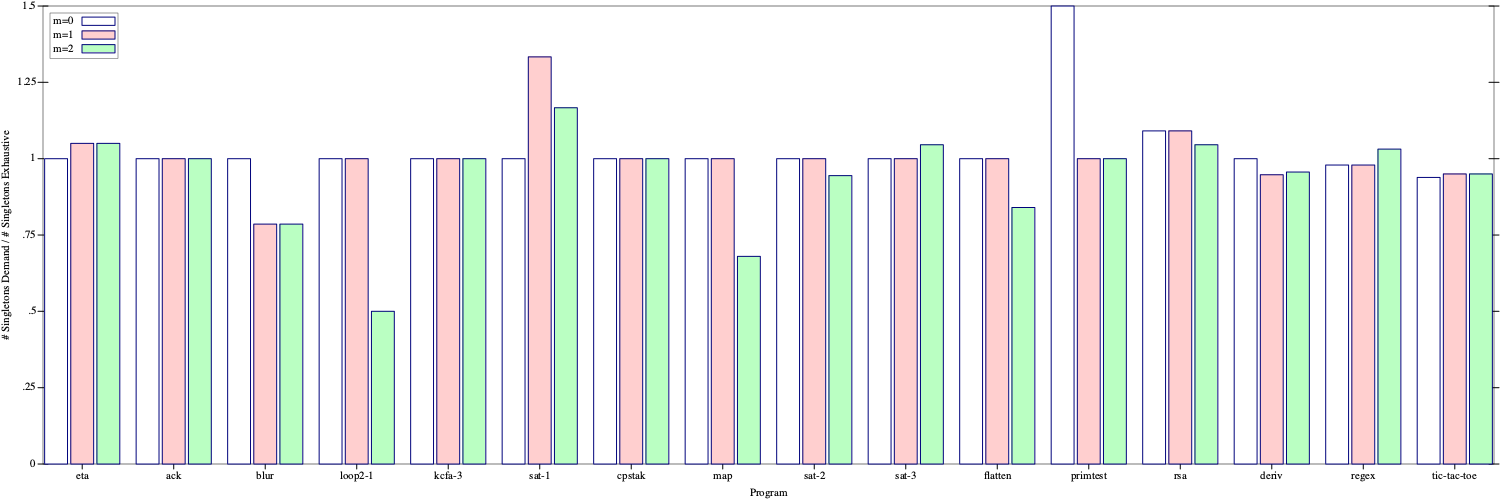 1.5
m=0
m=1
m=2
1.25
1
.75
.5
.25
0
# Singletons Demand / # Singletons Exhaustive
eta ack blur loop2-1 kcfa-3 sat-1 cpstak map sat-2 sat-3 flatten primtest rsa deriv regex tic-tac-toe
Program